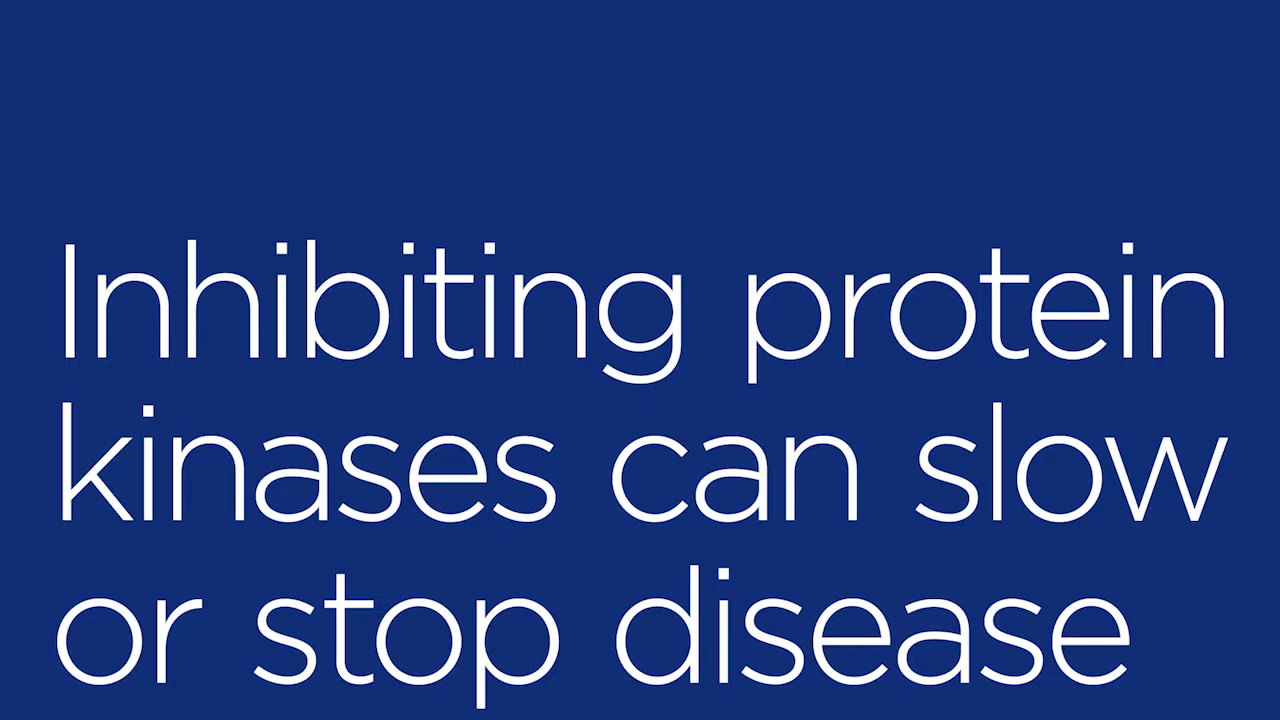 Inhibiting protein
kinases can slow
or stop disease